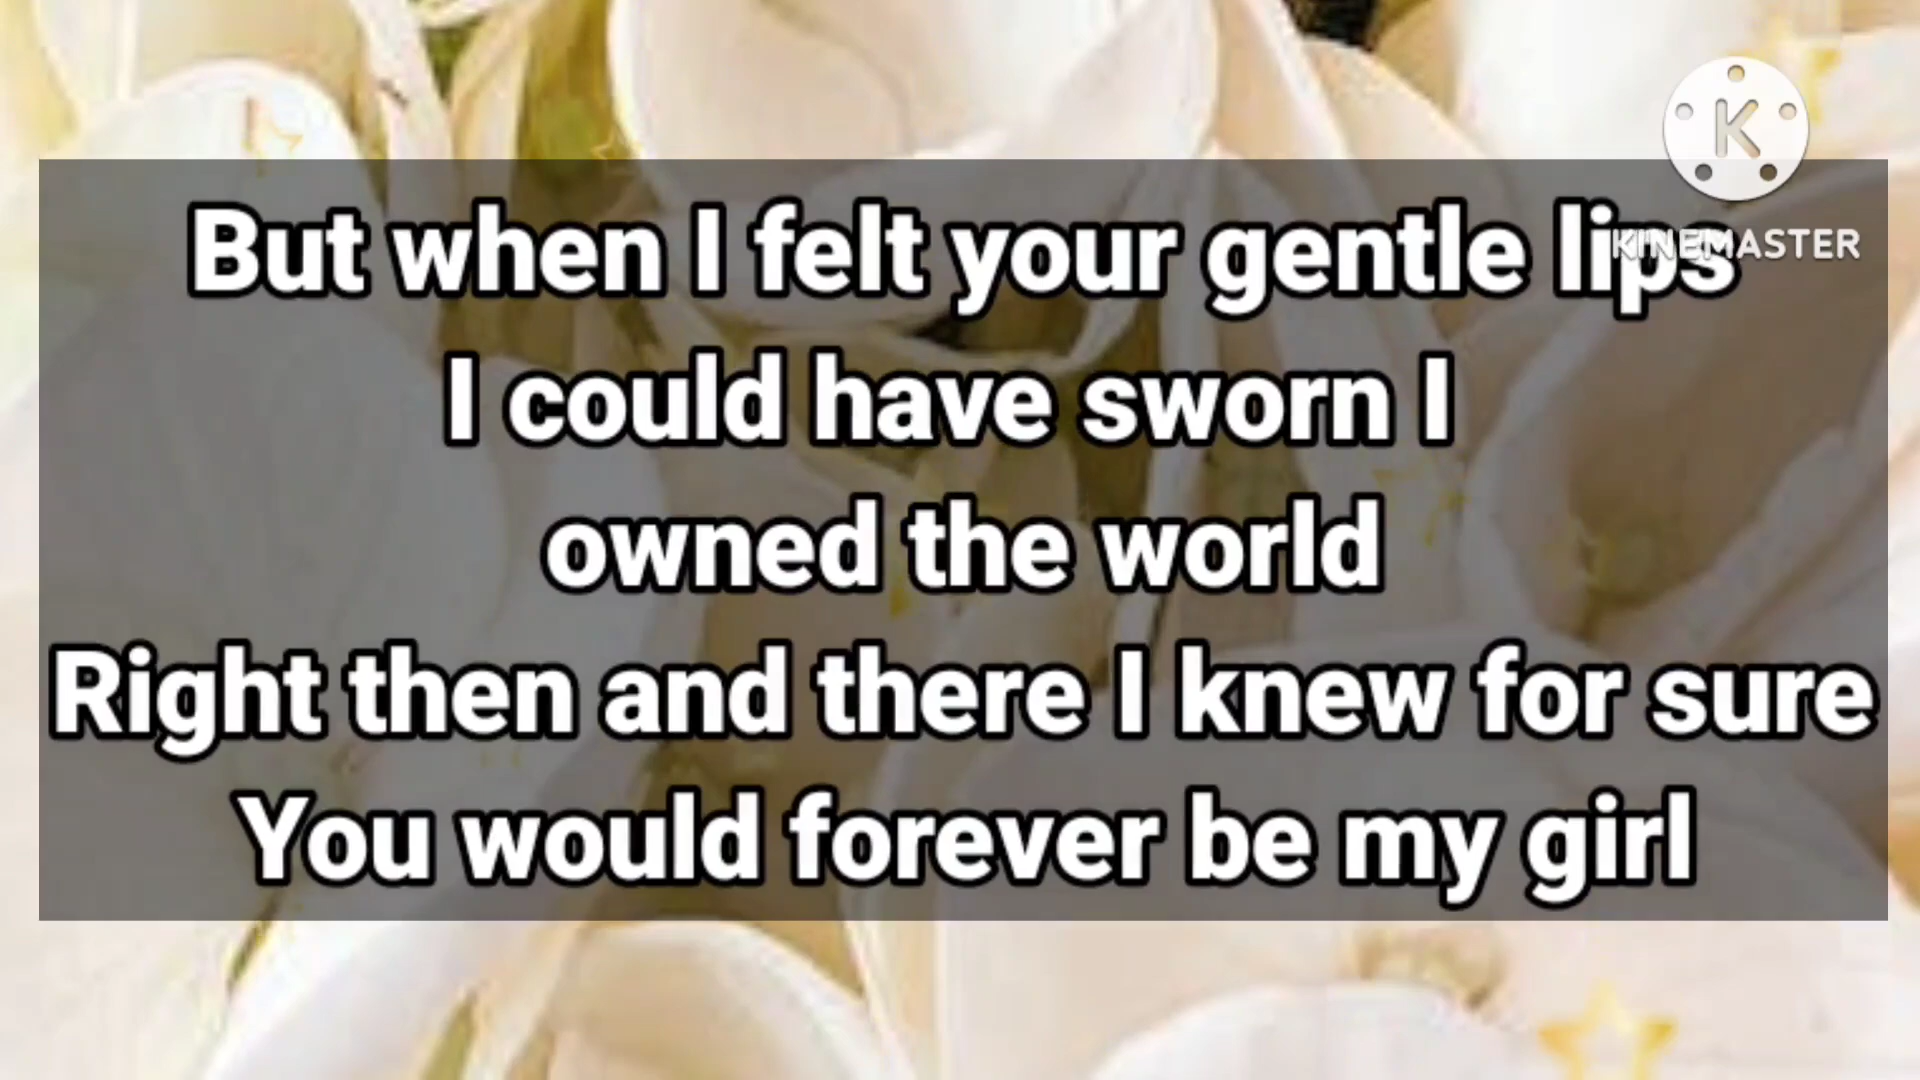 K
KINEMASTER
But when I felt your gentle lips
I could have sworn I
owned the world
Right then and there I knew for sure
You would forever be my girl